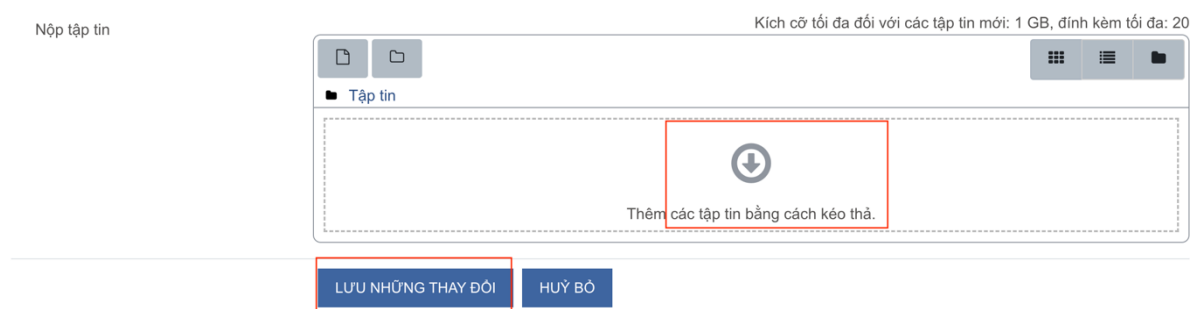 Kích cỡ tối đa đối với các tập tin mới: 1 GB, đính kèm tối đa: 20
Nộp tập tin
Tập tin
Thêm các tập tin bằng cách kéo thả.
LƯU NHỮNG THAY ĐỔI HUỶ BỎ